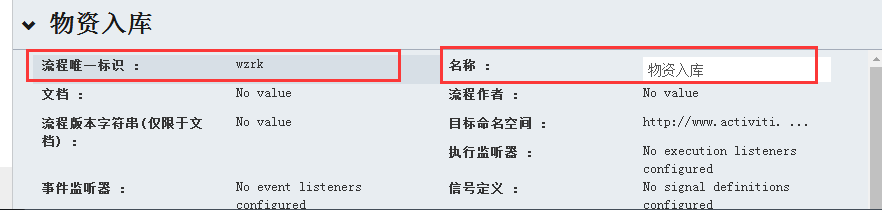 物资入库
流程唯一标识 : wzrk 名称 : 物资入库
文档 : No value 流程作者 : No value
流程版本字符串(仅限于文档) : No value 目标命名空间 : http://www.activiti. ...
执行监听器 : No execution listeners configured
事件监听器 : No event listeners configured 信号定义 : No signal definitions configured